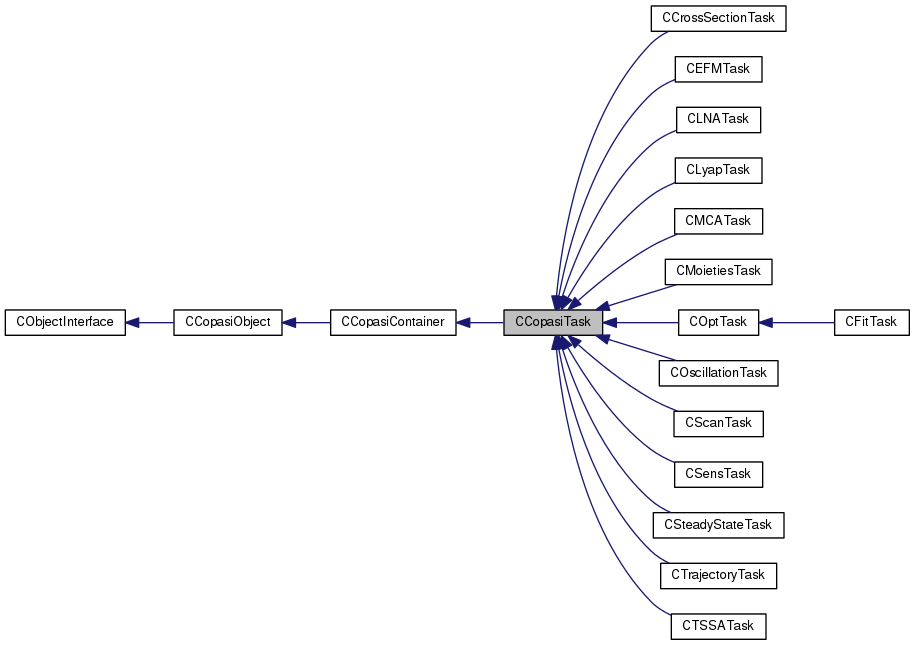 CCrossSectionTask
CEFMTask
CLNATask
CLyapTask
CMCATask
CMoietiesTask
CObjectInterface
CCopasiObject
CCopasiContainer
CCopasiTask
COptTask
CFitTask
COscillationTask
CScanTask
CSensTask
CSteadyStateTask
CTrajectoryTask
CTSSATask